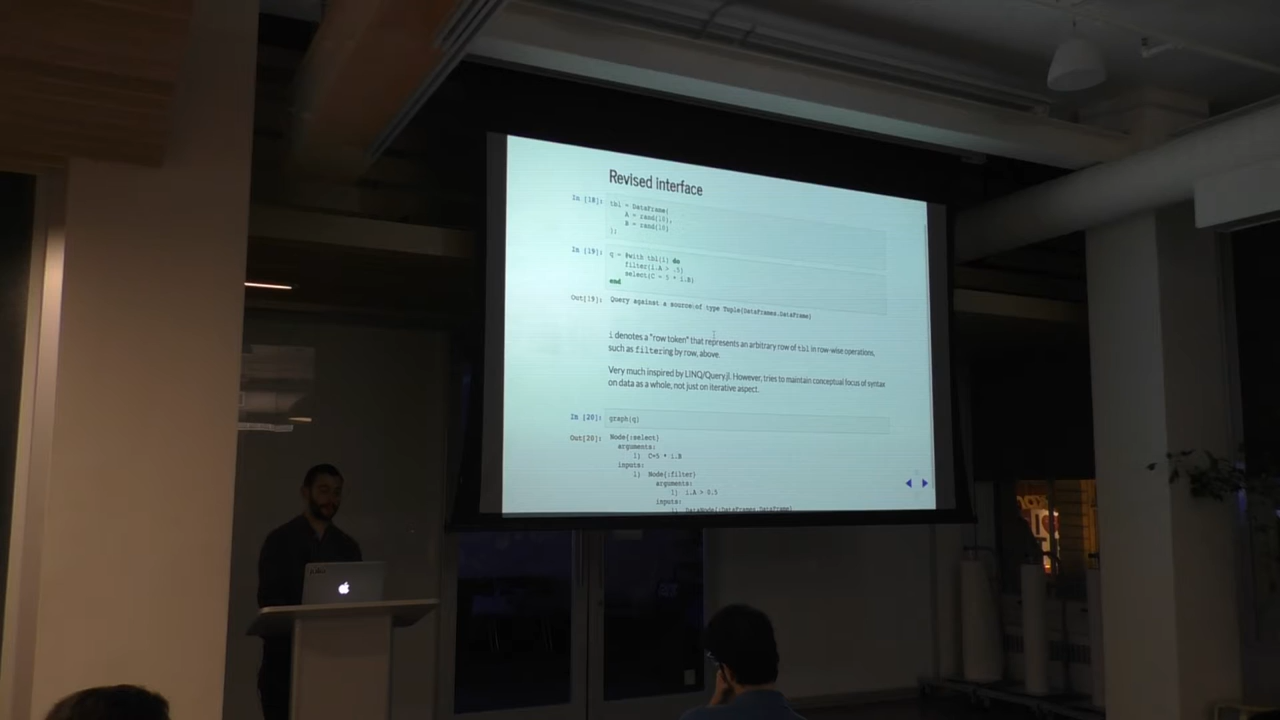 Revised interface
In [18]: tbl = DataFrame(
A = rand(10),
B = rand(10)
);
In [19]: q = @with tbl(i) do
filter(i.A > .5)
select(C = 5 * i.B)
end
Out[19]: Query against a source of type Tuple{DataFrames.DataFrame}
i denotes a "row token" that represents an arbitrary row of tbl in row-wise operations,
such as filtering by row, above.
Very much inspired by LINQ/Query.jl. However, tries to maintain conceptual focus of syntax
on data as a whole, not just on iterative aspect.
In [20]: graph(q)
Out[20]: Node{:select}
arguments:
1) C=5 * i.B
inputs:
1) Node{:filter}
arguments:
1) i.A > 0.5
inputs:
1) DataNode{:DataFrames.DataFrame}